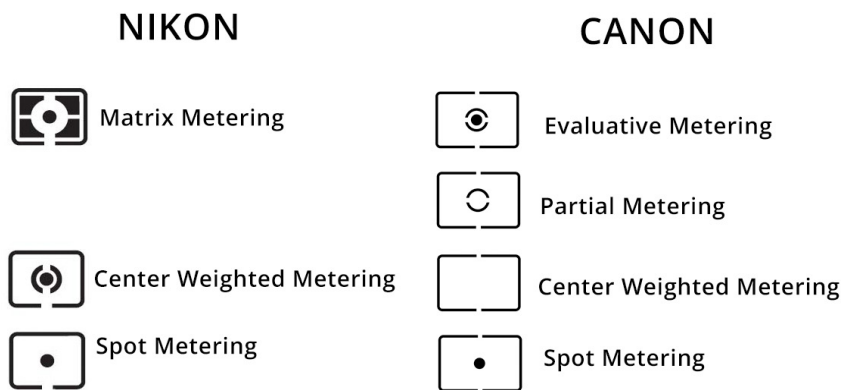 NIKON
Matrix Metering
Center Weighted Metering
Spot Metering
CANON
Evaluative Metering
Partial Metering
Center Weighted Metering
Spot Metering